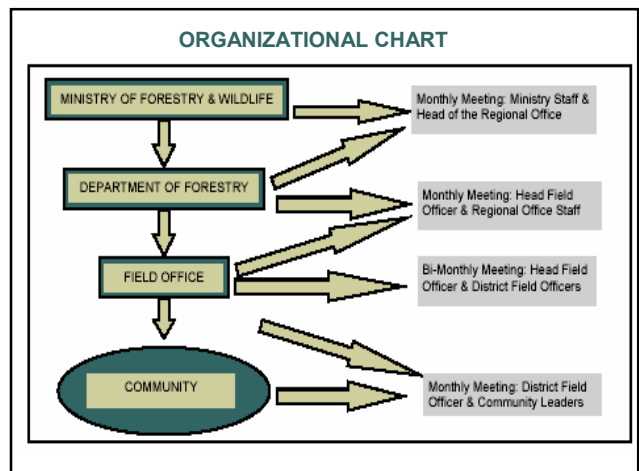 ORGANIZATIONAL CHART
MINISTRY OF FORESTRY & WILDLIFE
Monthly Meeting: Ministry Staff &
Head of the Regional Office
DEPARTMENT OF FORESTRY
Monthly Meeting: Head Field
Officer & Regional Office Staff
FIELD OFFICE
Bi-Monthly Meeting: Head Field
Officer & District Field Officers
COMMUNITY
Monthly Meeting: District Field
Officer & Community Leaders